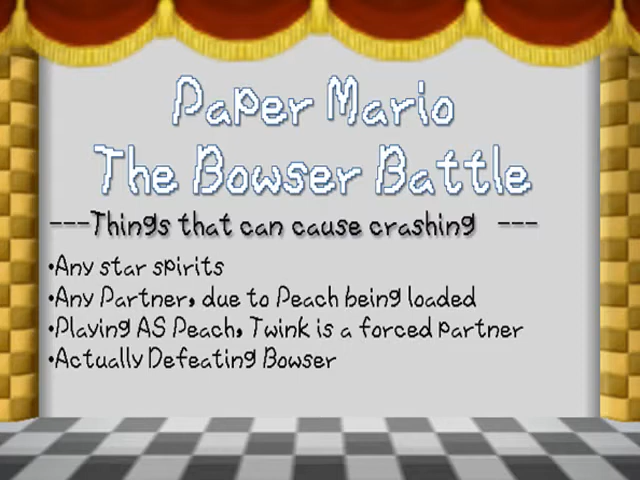 Paper Mario
The Bowser Battle
---Things that can cause crashing ---
•Any star spirits
•Any Partner, due to Peach being loaded
•Playing AS Peach, Twink is a forced partner
•Actually Defeating Bowser